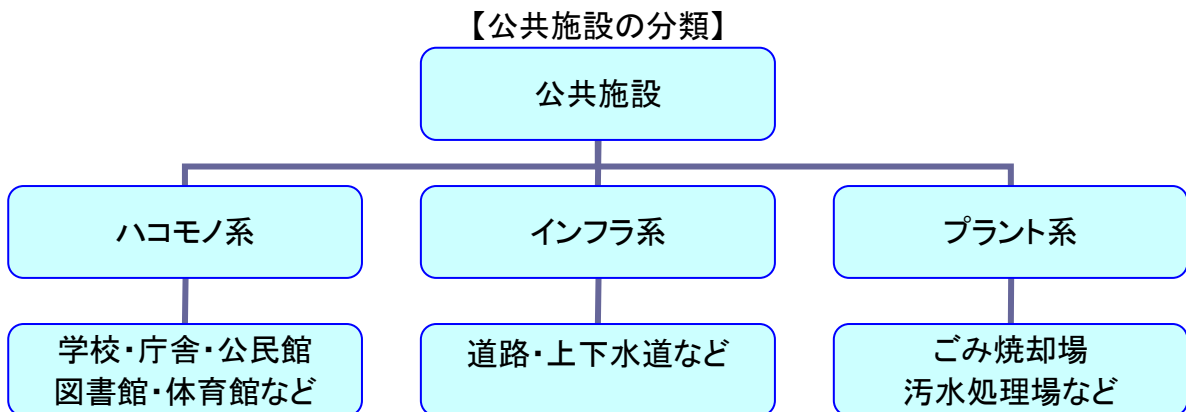 【公共施設の分類】
公共施設
ハコモノ系
インフラ系
プラント系
学校・庁舎・公民館
図書館・体育館など
道路・上下水道など
ごみ焼却場
汚水処理場など